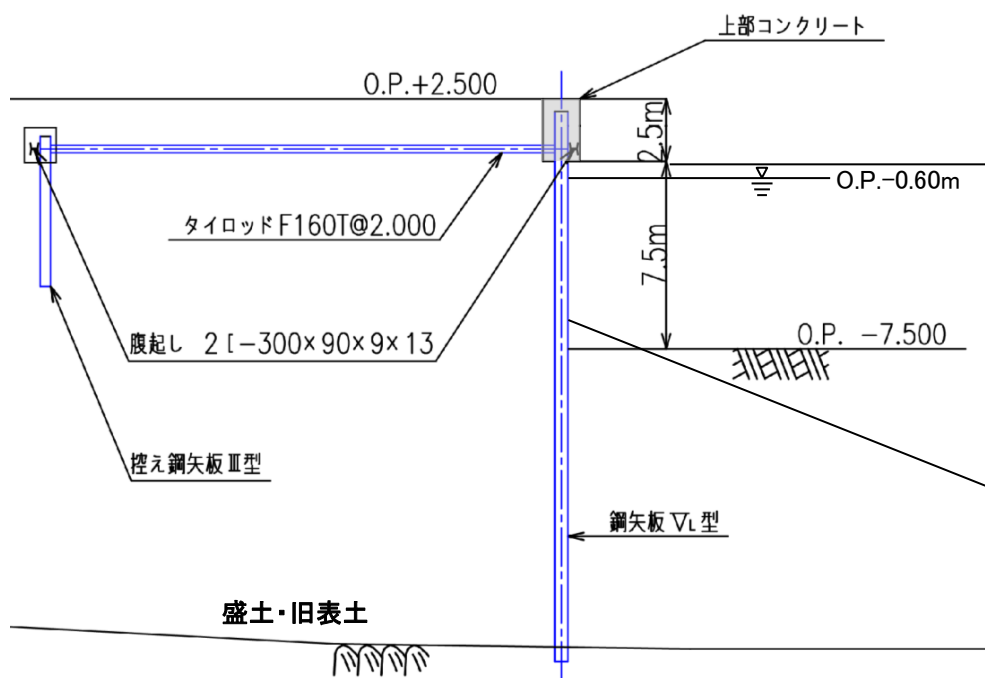 上部コンクリート
O.P.+2.500
2.5m
O.P.-0.60m
タイロッドF160T@2.000
7.5m
腹起し 2[-300×90×9×13
O.P. -7.500
控え鋼矢板Ⅲ型
鋼矢板ⅤL型
盛土・旧表土